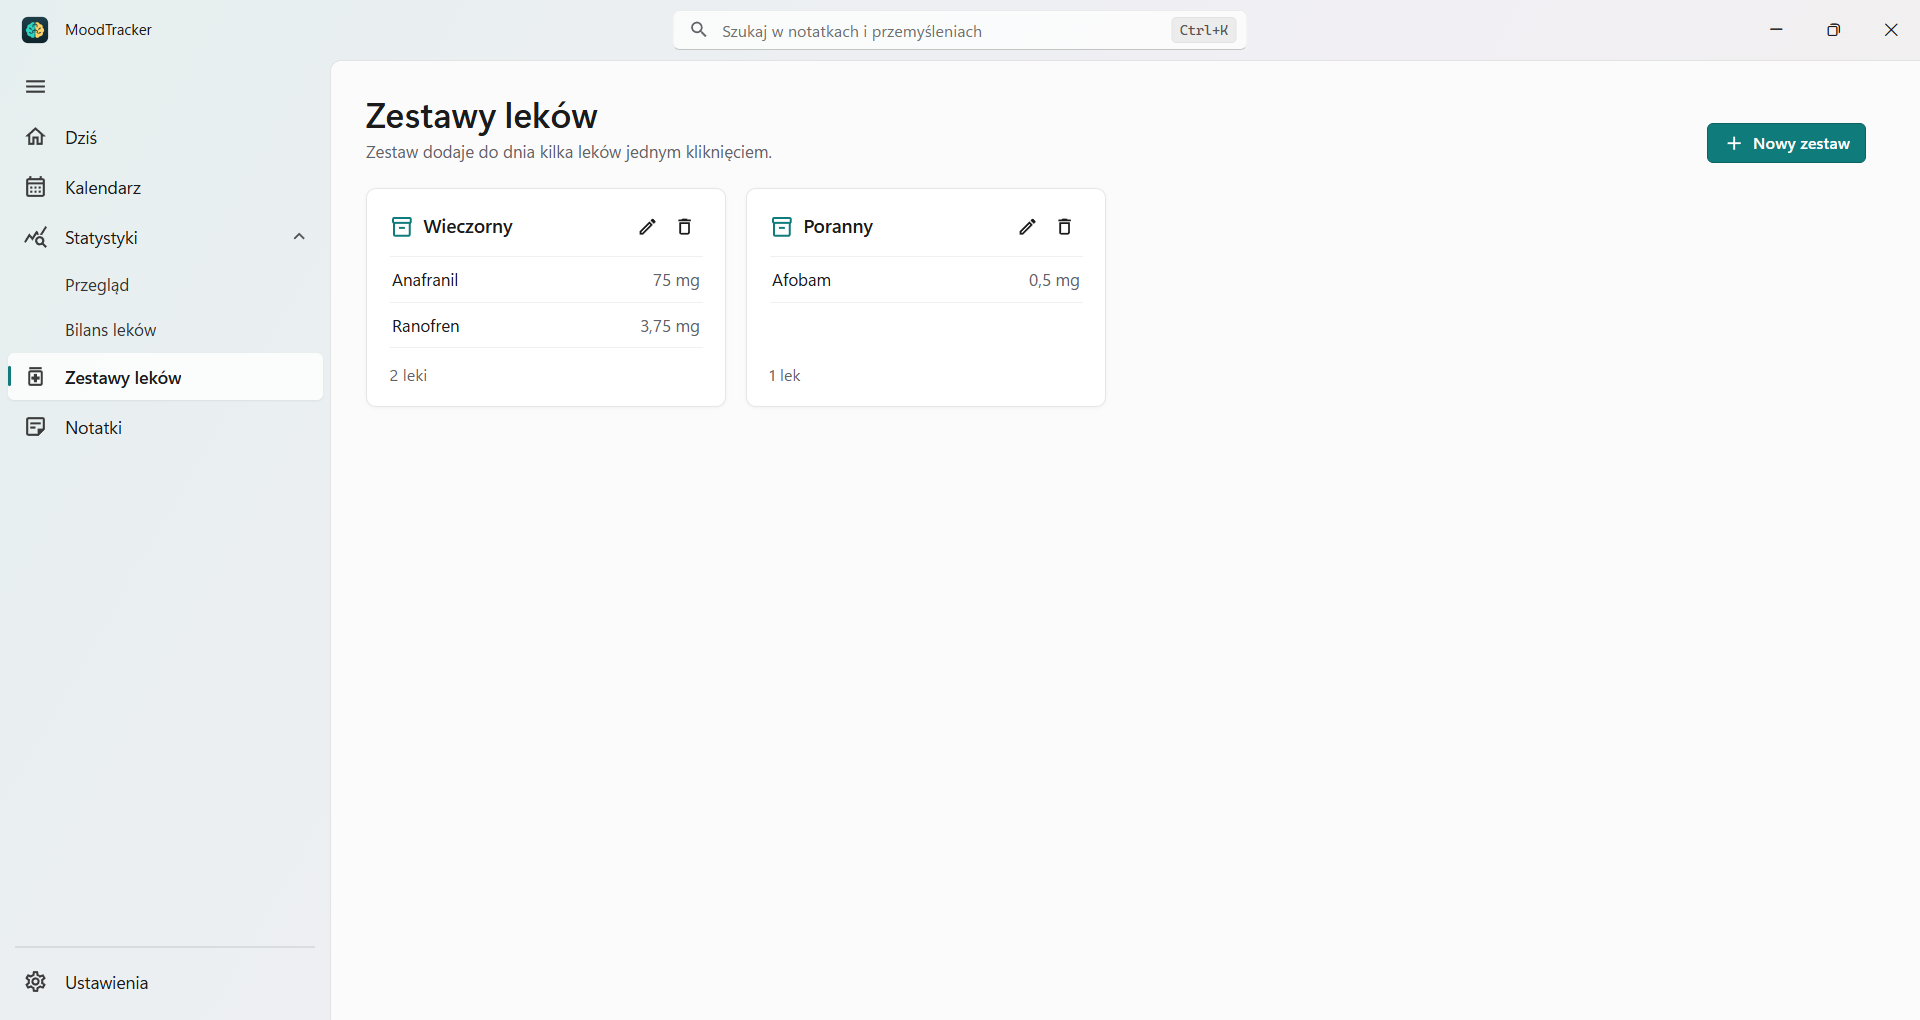 MoodTracker
Szukaj w notatkach i przemyśleniach
Ctrl+K
Dziś
Kalendarz
Statystyki
Przegląd
Bilans leków
Zestawy leków
Notatki
Ustawienia
Zestawy leków
Zestaw dodaje do dnia kilka leków jednym kliknięciem.
Nowy zestaw
Wieczorny
Anafranil 75 mg
Ranofren 3,75 mg
2 leki
Poranny
Afobam 0,5 mg
1 lek